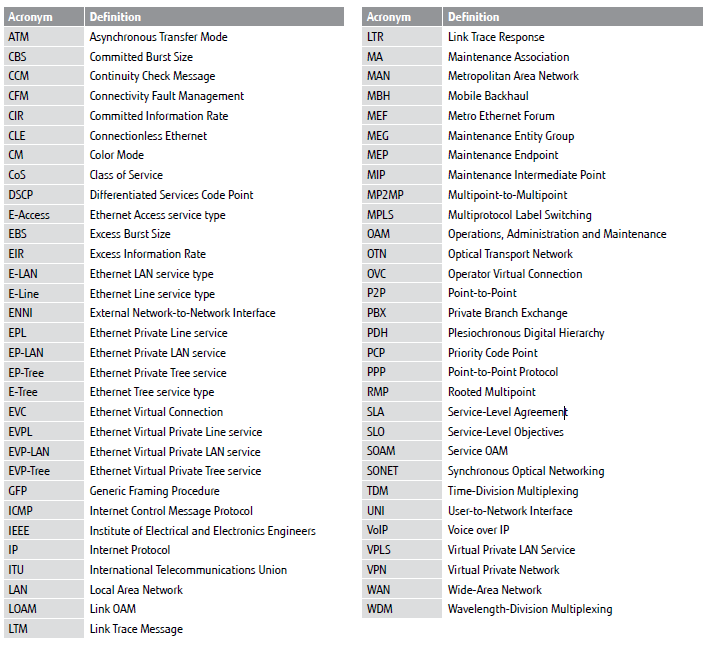 Acronym Definition
ATM Asynchronous Transfer Mode
CBS Committed Burst Size
CCM Continuity Check Message
CFM Connectivity Fault Management
CIR Committed Information Rate
CLE Connectionless Ethernet
CM Color Mode
CoS Class of Service
DSCP Differentiated Services Code Point
E-Access Ethernet Access service type
EBS Excess Burst Size
EIR Excess Information Rate
E-LAN Ethernet LAN service type
E-Line Ethernet Line service type
ENNI External Network-to-Network Interface
EPL Ethernet Private Line service
EP-LAN Ethernet Private LAN service
EP-Tree Ethernet Private Tree service
E-Tree Ethernet Tree service type
EVC Ethernet Virtual Connection
EVPL Ethernet Virtual Private Line service
EVP-LAN Ethernet Virtual Private LAN service
EVP-Tree Ethernet Virtual Private Tree service
GFP Generic Framing Procedure
ICMP Internet Control Message Protocol
IEEE Institute of Electrical and Electronics Engineers
IP Internet Protocol
ITU International Telecommunications Union
LAN Local Area Network
LOAM Link OAM
LTM Link Trace Message
Acronym Definition
LTR Link Trace Response
MA Maintenance Association
MAN Metropolitan Area Network
MBH Mobile Backhaul
MEF Metro Ethernet Forum
MEG Maintenance Entity Group
MEP Maintenance Endpoint
MIP Maintenance Intermediate Point
MP2MP Multipoint-to-Multipoint
MPLS Multiprotocol Label Switching
OAM Operations, Administration and Maintenance
OTN Optical Transport Network
OVC Operator Virtual Connection
P2P Point-to-Point
PBX Private Branch Exchange
PDH Plesiochronous Digital Hierarchy
PCP Priority Code Point
PPP Point-to-Point Protocol
RMP Rooted Multipoint
SLA Service-Level Agreement
SLO Service-Level Objectives
SOAM Service OAM
SONET Synchronous Optical Networking
TDM Time-Division Multiplexing
UNI User-to-Network Interface
VoIP Voice over IP
VPLS Virtual Private LAN Service
VPN Virtual Private Network
WAN Wide-Area Network
WDM Wavelength-Division Multiplexing